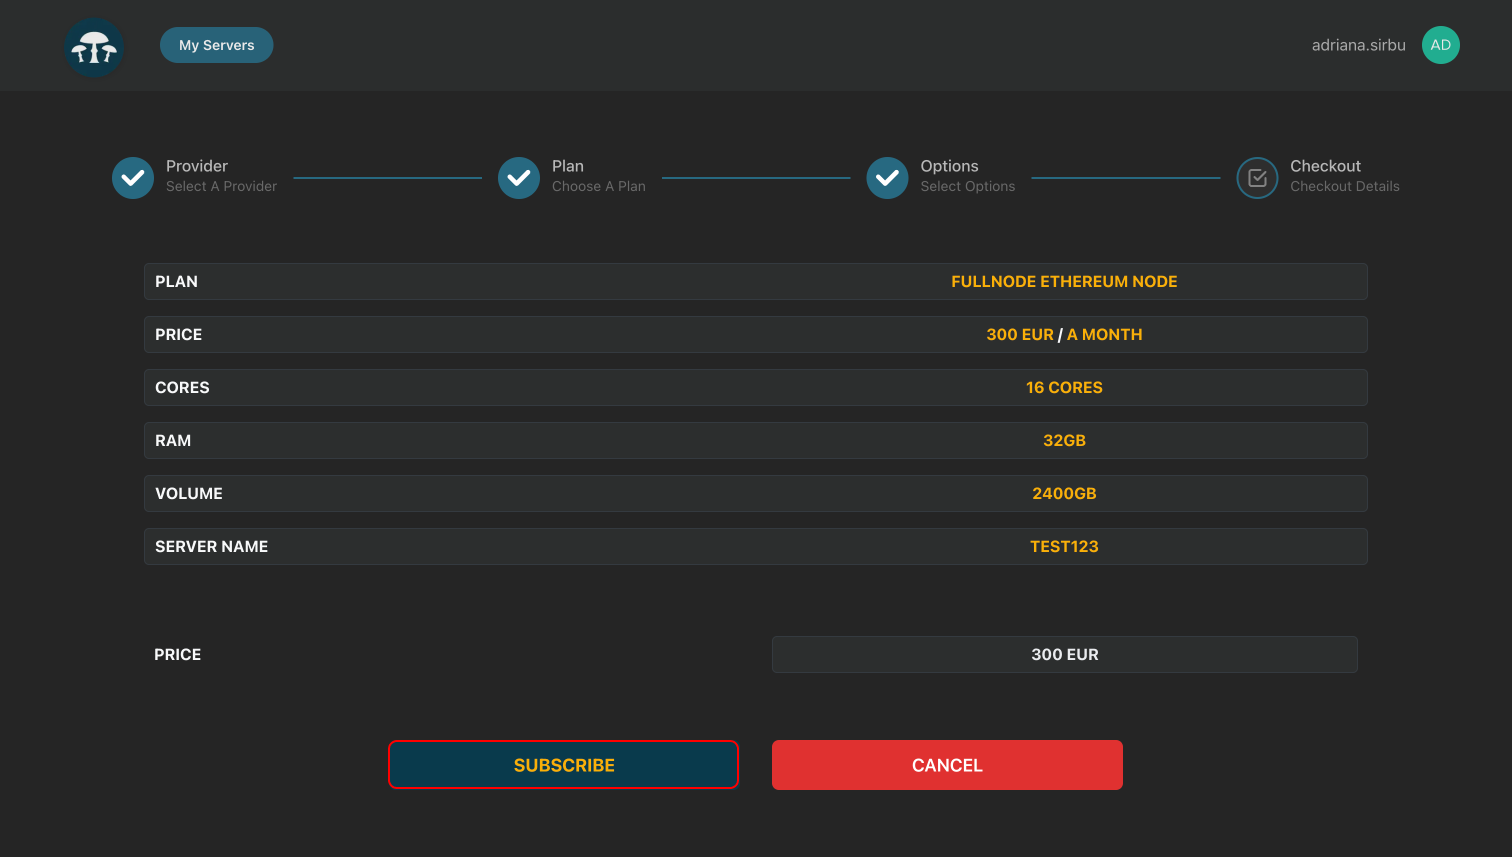 My Servers
adriana.sirbu AD
Provider
Select A Provider
Plan
Choose A Plan
Options
Select Options
Checkout
Checkout Details
PLAN FULLNODE ETHEREUM NODE
PRICE 300 EUR / A MONTH
CORES 16 CORES
RAM 32GB
VOLUME 2400GB
SERVER NAME TEST123
PRICE 300 EUR
SUBSCRIBE CANCEL